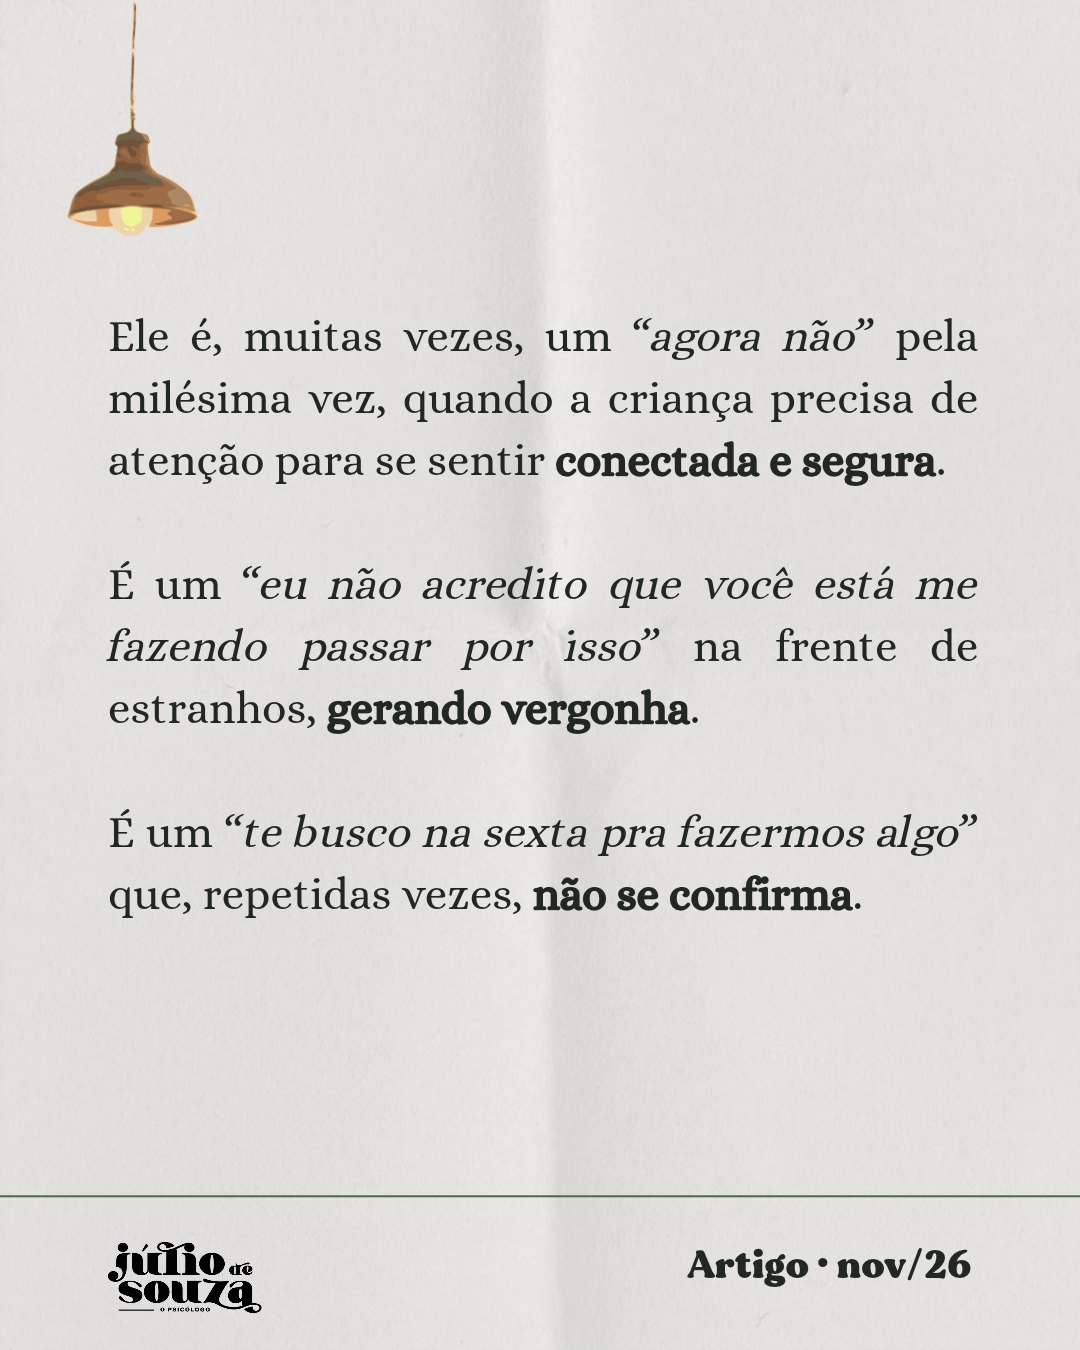 Ele é, muitas vezes, um “agora não” pela
milésima vez, quando a criança precisa de
atenção para se sentir conectada e segura.
É um “eu não acredito que você está me
fazendo passar por isso” na frente de
estranhos, gerando vergonha.
É um “te busco na sexta pra fazermos algo”
que, repetidas vezes, não se confirma.
júlio de
souza
O PSICÓLOGO
Artigo • nov/26